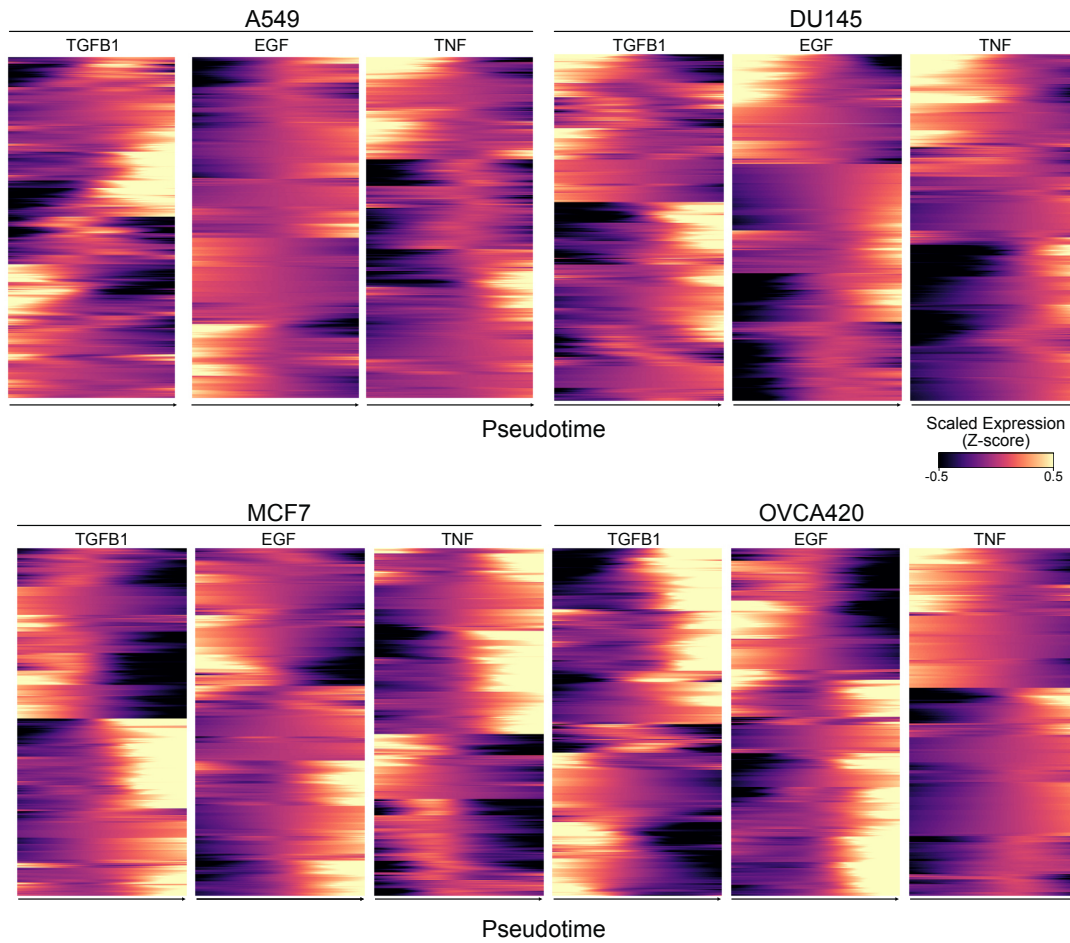 A549 DU145
TGFB1 EGF TNF TGFB1 EGF TNF
Pseudotime
Scaled Expression
(Z-score)
-0.5 0.5
MCF7 OVCA420
TGFB1 EGF TNF TGFB1 EGF TNF
Pseudotime